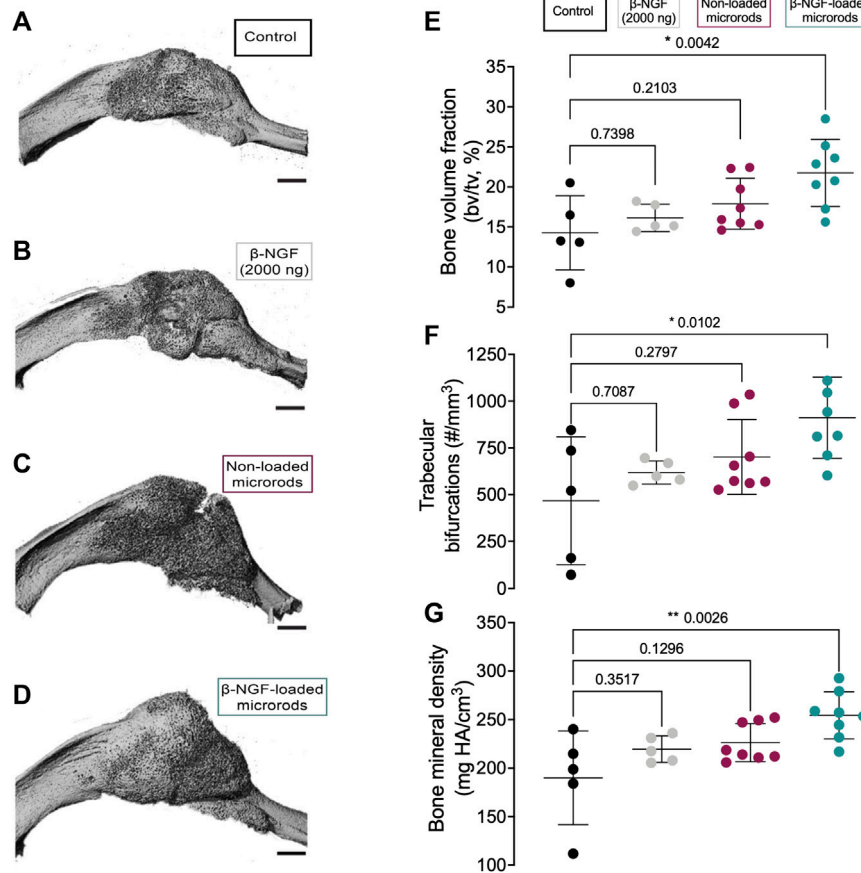 A
Control
B
β-NGF
(2000 ng)
C
Non-loaded
microrods
D
β-NGF-loaded
microrods
Control
β-NGF
(2000 ng)
Non-loaded
microrods
β-NGF-loaded
microrods
E
* 0.0042
0.2103
0.7398
Bone volume fraction
(bv/tv, %)
35
30
25
20
15
10
5
F
* 0.0102
0.2797
0.7087
Trabecular
bifurcations (#/mm³)
1250
1000
750
500
250
0
G
** 0.0026
0.1296
0.3517
Bone mineral density
(mg HA/cm³)
350
300
250
200
150
100